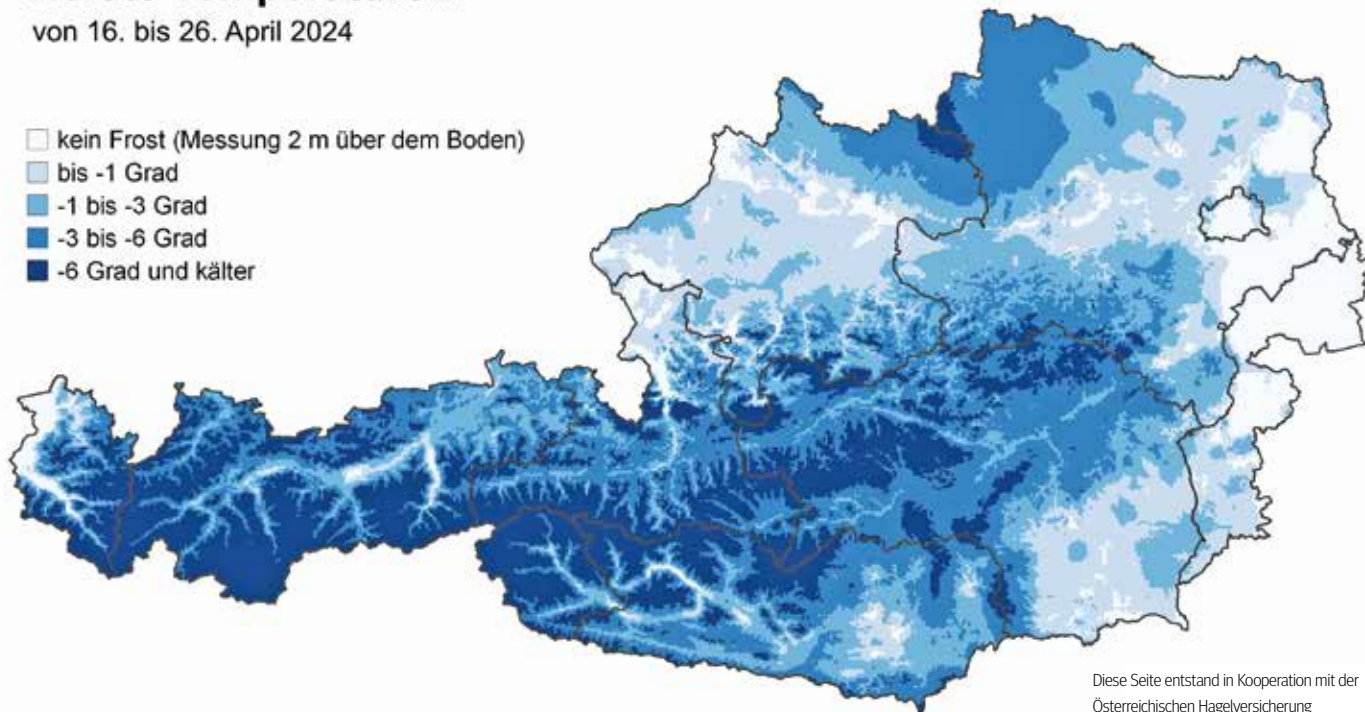 von 16. bis 26. April 2024
kein Frost (Messung 2 m über dem Boden)
bis -1 Grad
-1 bis -3 Grad
-3 bis -6 Grad
-6 Grad und kälter
Diese Seite entstand in Kooperation mit der
Österreichischen Hagelversicherung